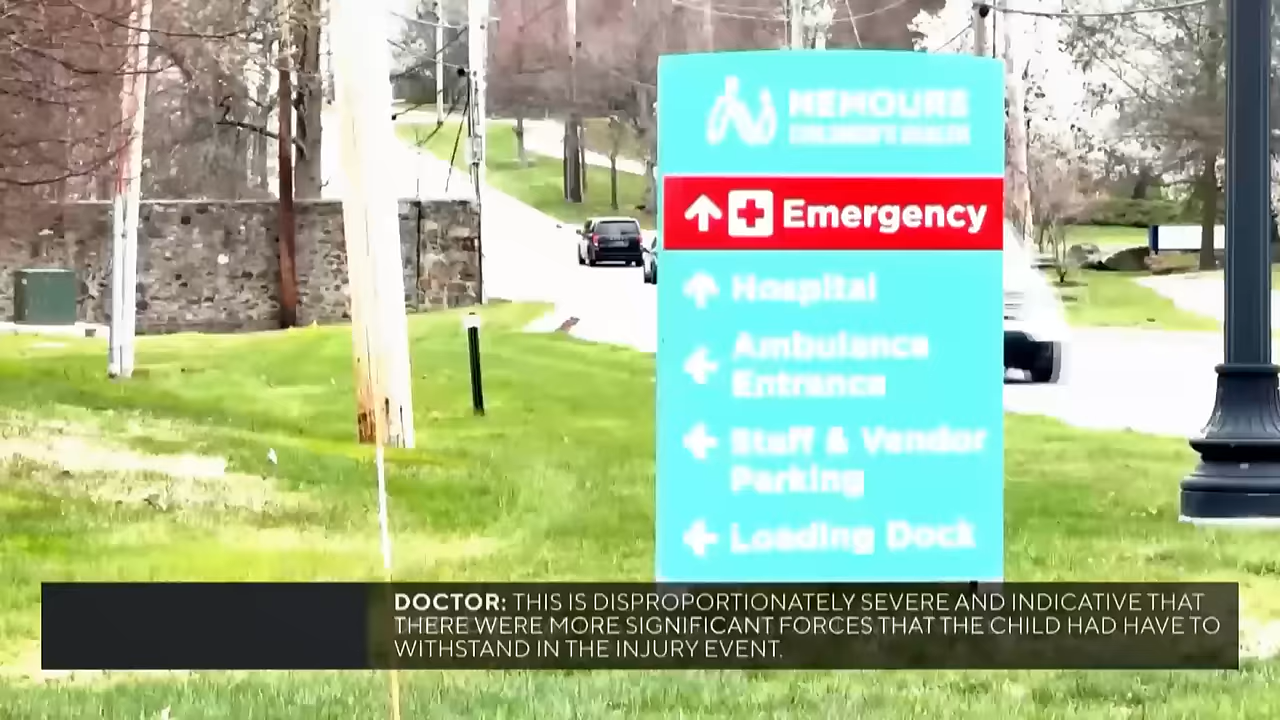 NEMOURS
CHILDREN'S HEALTH
Emergency
Hospital
Ambulance
Entrance
Staff & Vendor
Parking
Loading Dock
DOCTOR: THIS IS DISPROPORTIONATELY SEVERE AND INDICATIVE THAT
THERE WERE MORE SIGNIFICANT FORCES THAT THE CHILD HAD HAVE TO
WITHSTAND IN THE INJURY EVENT.